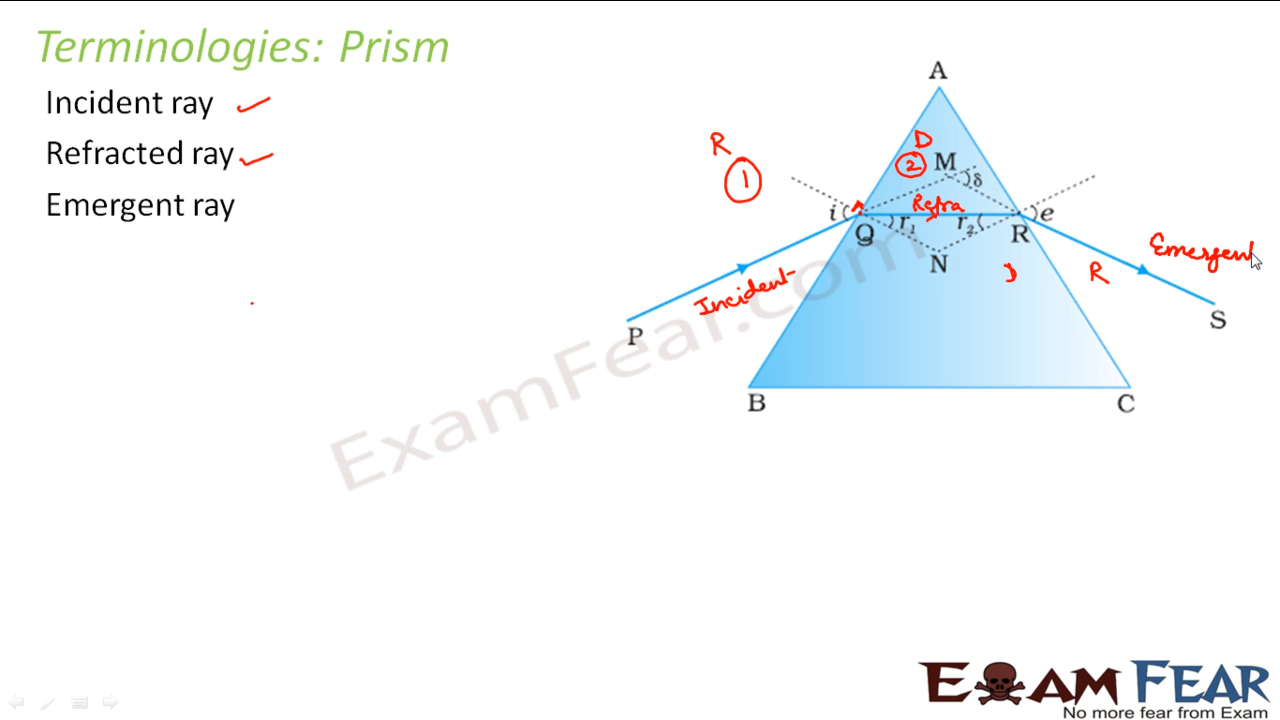 Terminologies: Prism
Incident ray
Refracted ray
Emergent ray
A
R
D
1
2
M
δ
i
Refra
e
Q
r₁
r₂
R
N
Incident
R
Emergent
P
S
B
C
ExamFear.com
EXAM FEAR
No more fear from Exam